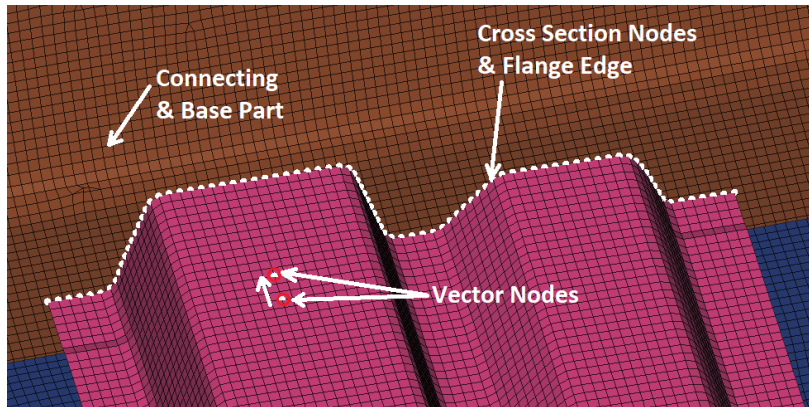 Cross Section Nodes
& Flange Edge
Connecting
& Base Part
Vector Nodes